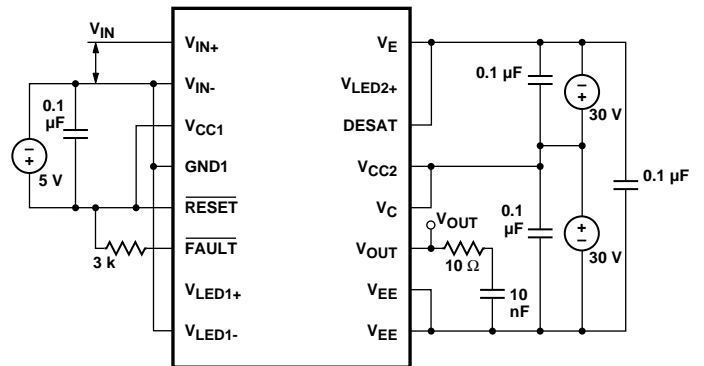 VIN
VIN+
VIN-
VCC1
GND1
RESET
FAULT
VLED1+
VLED1-
VE
VLED2+
DESAT
VCC2
VC
VOUT
VEE
VEE
0.1
µF
5 V
3 k
0.1 µF
30 V
0.1 µF
VOUT
0.1
µF
30 V
10 Ω
10
nF
−
+
−
+
+
−